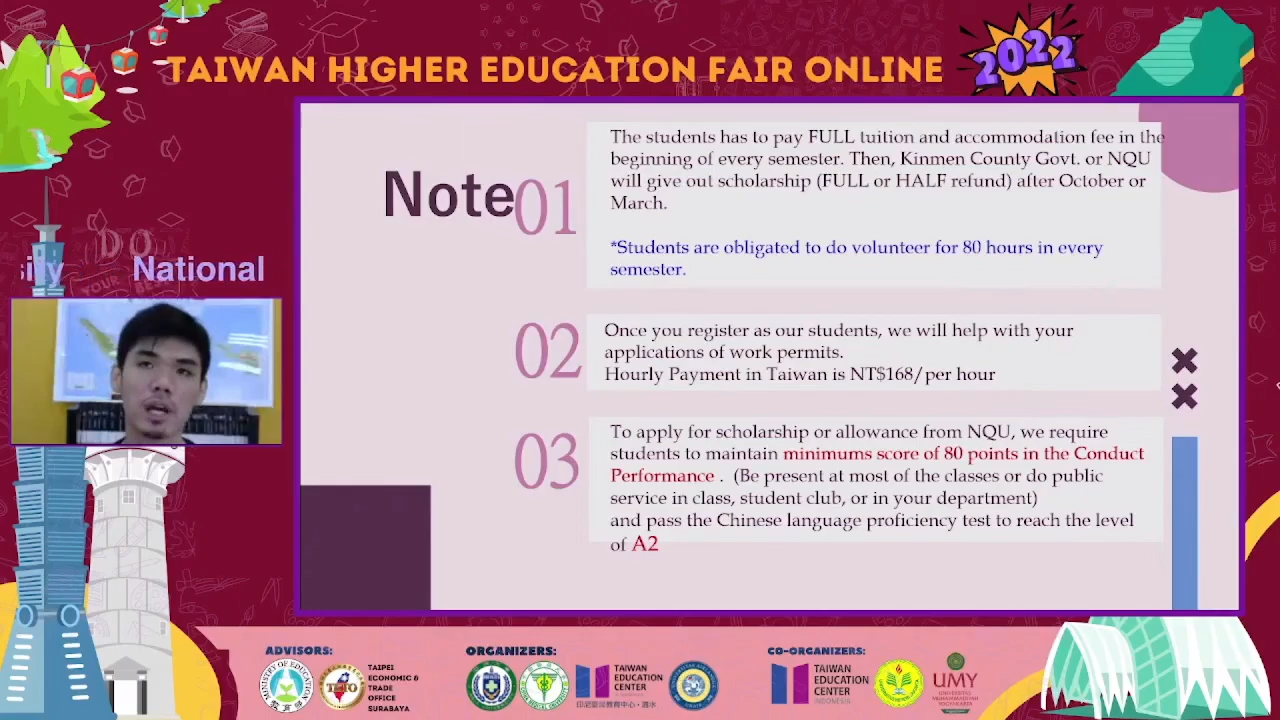 TAIWAN HIGHER EDUCATION FAIR ONLINE
2022
National
Note
01
The students has to pay FULL tuition and accommodation fee in the
beginning of every semester. Then, Kinmen County Govt. or NQU
will give out scholarship (FULL or HALF refund) after October or
March.
*Students are obligated to do volunteer for 80 hours in every
semester.
02
Once you register as our students, we will help with your
applications of work permits.
Hourly Payment in Taiwan is NT$168/per hour
03
To apply for scholarship or allowance from NQU, we require
students to maintain minimums score of 80 points in the Conduct
Performance . (be present at most of the classes or do public
service in class, student club, or in your department)
and pass the Chinese language proficiency test to reach the level
of A2
ADVISORS:
TETO
TAIPEI
ECONOMIC &
TRADE
OFFICE
SURABAYA
ORGANIZERS:
TAIWAN
EDUCATION
CENTER
CO-ORGANIZERS:
TAIWAN
EDUCATION
CENTER
INDONESIA
UMY
UNIVERSITAS
MUHAMMADIYAH
YOGYAKARTA